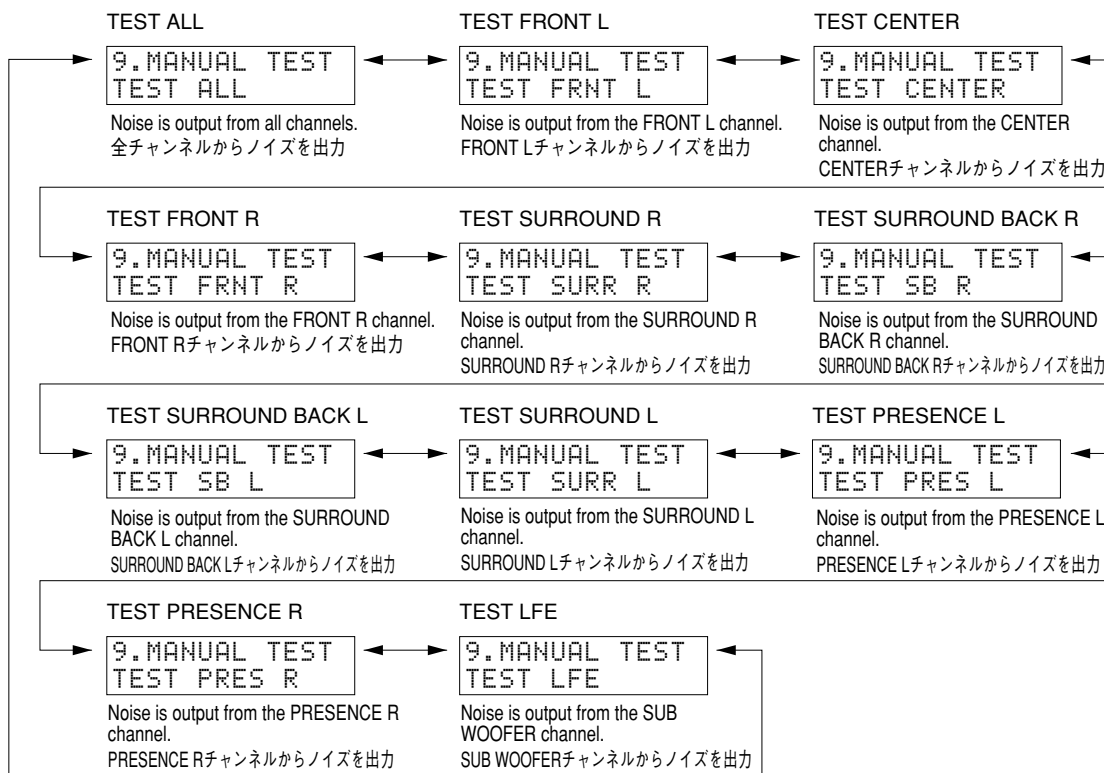 TEST ALL
9.MANUAL TEST
TEST ALL
Noise is output from all channels.
全チャンネルからノイズを出力
TEST FRONT L
9.MANUAL TEST
TEST FRNT L
Noise is output from the FRONT L channel.
FRONT Lチャンネルからノイズを出力
TEST CENTER
9.MANUAL TEST
TEST CENTER
Noise is output from the CENTER
channel.
CENTERチャンネルからノイズを出力
TEST FRONT R
9.MANUAL TEST
TEST FRNT R
Noise is output from the FRONT R channel.
FRONT Rチャンネルからノイズを出力
TEST SURROUND R
9.MANUAL TEST
TEST SURR R
Noise is output from the SURROUND R
channel.
SURROUND Rチャンネルからノイズを出力
TEST SURROUND BACK R
9.MANUAL TEST
TEST SB R
Noise is output from the SURROUND
BACK R channel.
SURROUND BACK Rチャンネルからノイズを出力
TEST SURROUND BACK L
9.MANUAL TEST
TEST SB L
Noise is output from the SURROUND
BACK L channel.
SURROUND BACK Lチャンネルからノイズを出力
TEST SURROUND L
9.MANUAL TEST
TEST SURR L
Noise is output from the SURROUND L
channel.
SURROUND Lチャンネルからノイズを出力
TEST PRESENCE L
9.MANUAL TEST
TEST PRES L
Noise is output from the PRESENCE L
channel.
PRESENCE Lチャンネルからノイズを出力
TEST PRESENCE R
9.MANUAL TEST
TEST PRES R
Noise is output from the PRESENCE R
channel.
PRESENCE Rチャンネルからノイズを出力
TEST LFE
9.MANUAL TEST
TEST LFE
Noise is output from the SUB
WOOFER channel.
SUB WOOFERチャンネルからノイズを出力